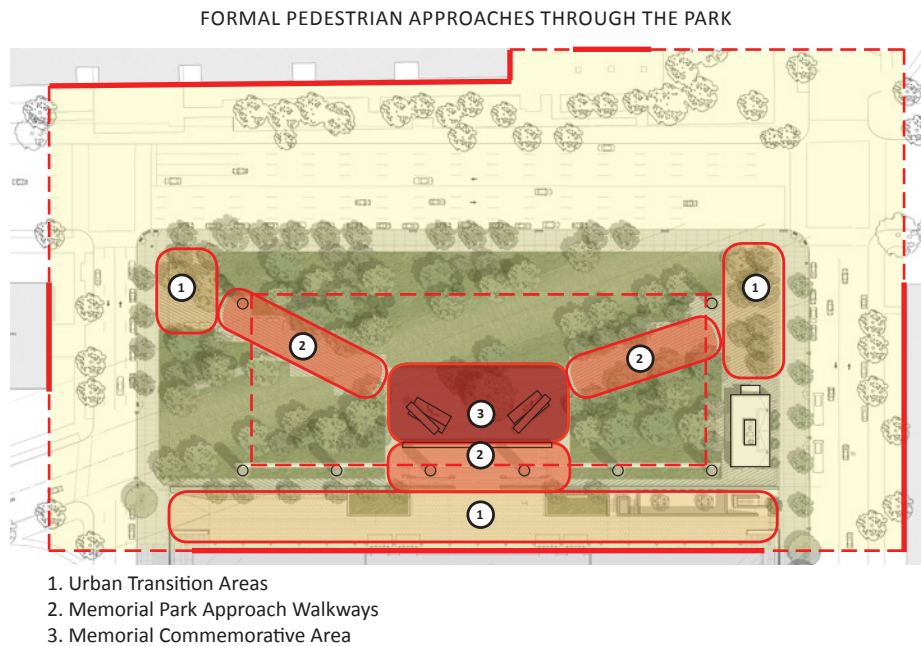 FORMAL PEDESTRIAN APPROACHES THROUGH THE PARK
1
1
2
2
3
2
1
1. Urban Transition Areas
2. Memorial Park Approach Walkways
3. Memorial Commemorative Area